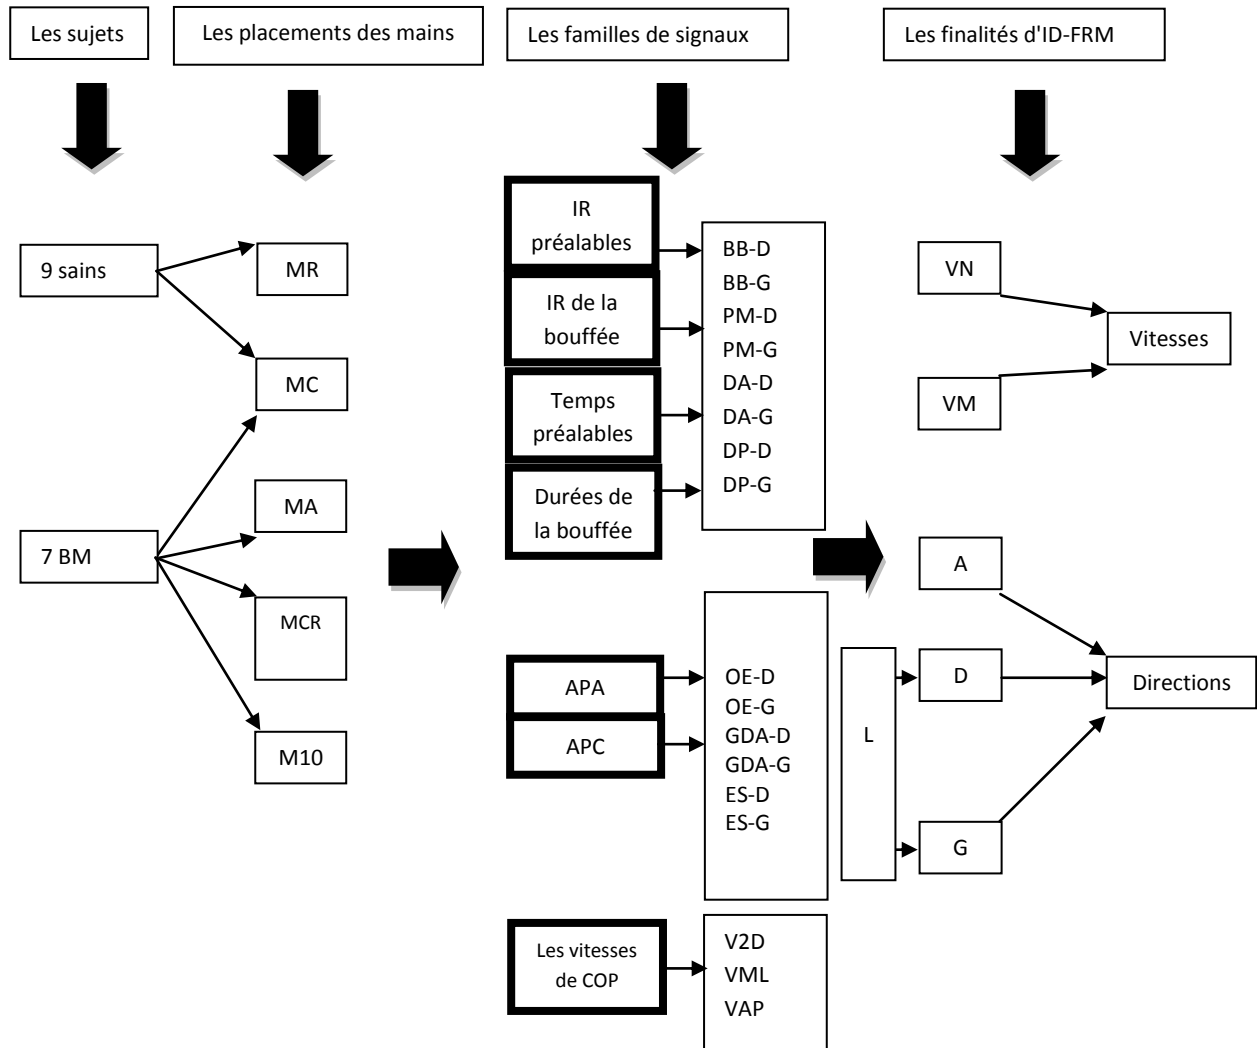 Les sujets
Les placements des mains
Les familles de signaux
Les finalités d'ID-FRM
9 sains
7 BM
MR
MC
MA
MCR
M10
IR
préalables
IR de la
bouffée
Temps
préalables
Durées de
la bouffée
BB-D
BB-G
PM-D
PM-G
DA-D
DA-G
DP-D
DP-G
APA
APC
OE-D
OE-G
GDA-D
GDA-G
ES-D
ES-G
Les vitesses
de COP
V2D
VML
VAP
VN
VM
Vitesses
L
A
D
G
Directions